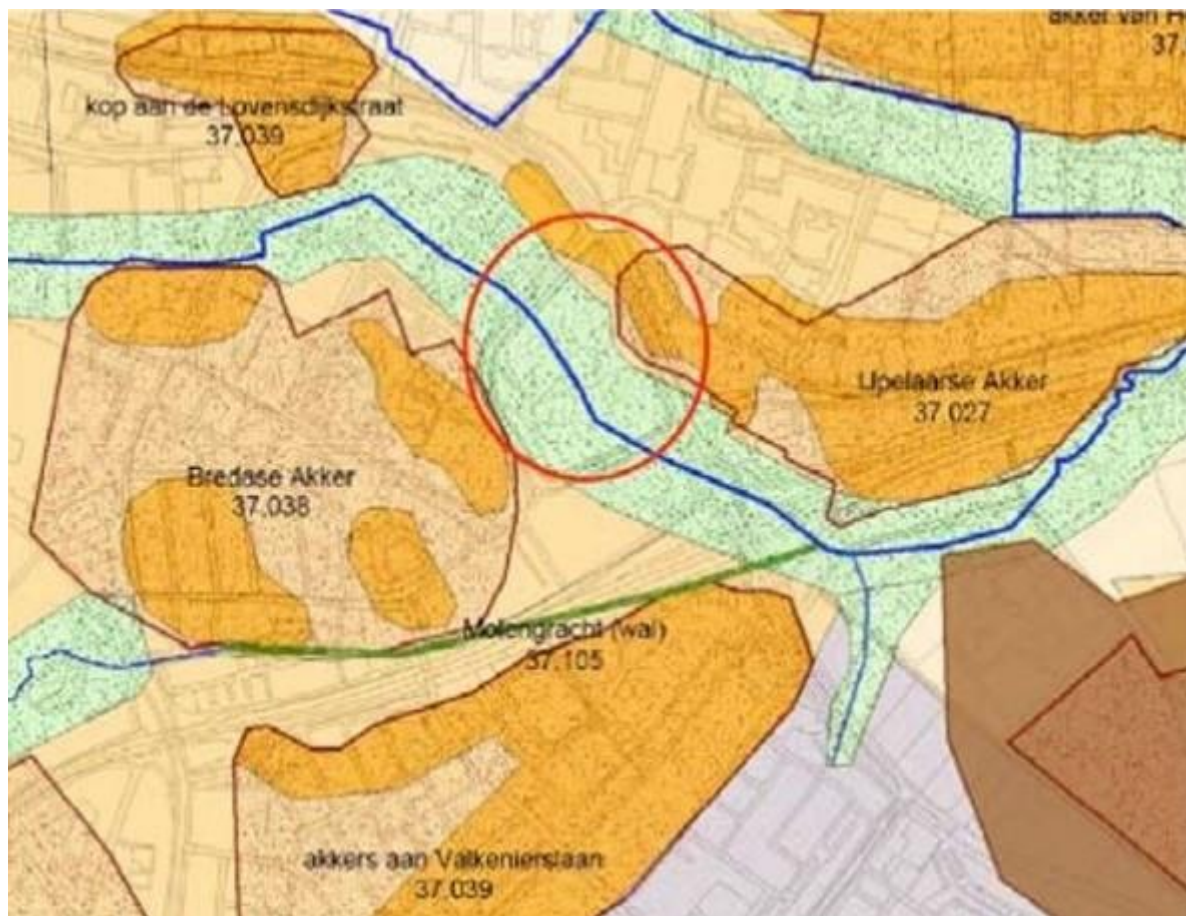 akker van H
37.
kop aan de Lovensdijkstraat
37.039
IJpelaarse Akker
37.027
Bredase Akker
37.038
Molengracht (wal)
37.105
akkers aan Valkenierslaan
37.039